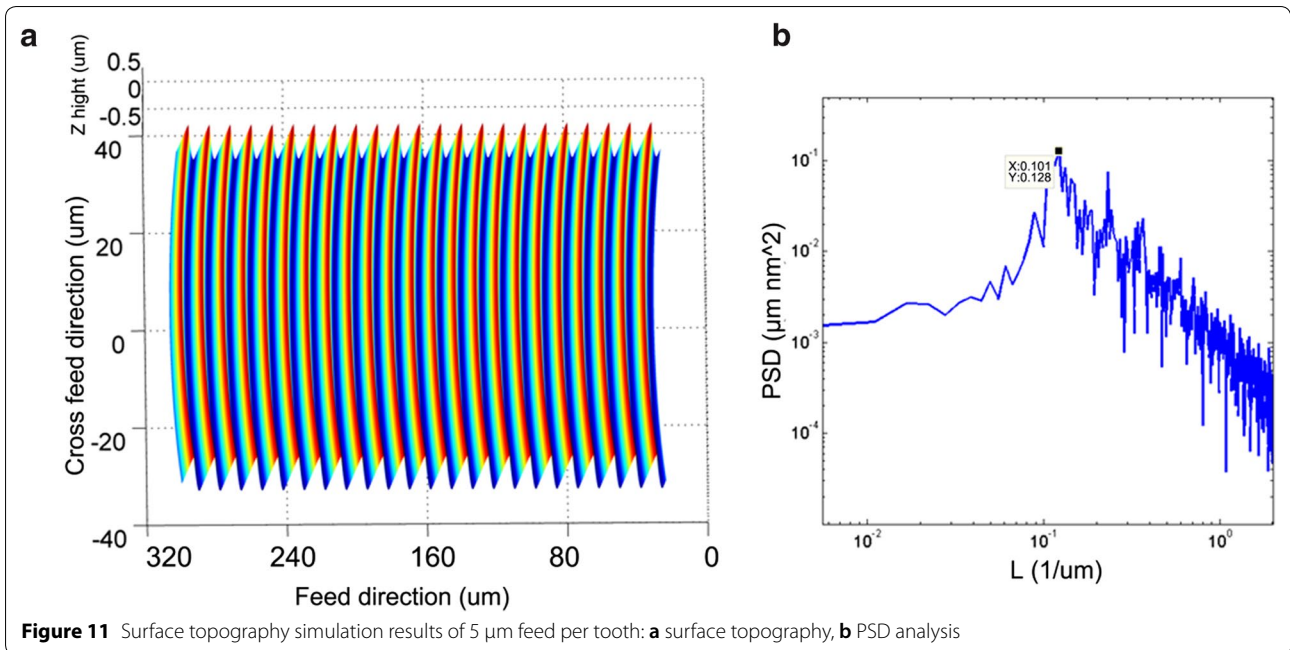 a
b
Z hight (um)
0.5
0
-0.5
40
20
0
-20
-40
Cross feed direction (um)
320 240 160 80 0
Feed direction (um)
PSD (µm nm^2)
10-1
10-2
10-3
10-4
X:0.101
Y:0.128
10-2 10-1 100
L (1/um)
Figure 11 Surface topography simulation results of 5 µm feed per tooth: a surface topography, b PSD analysis